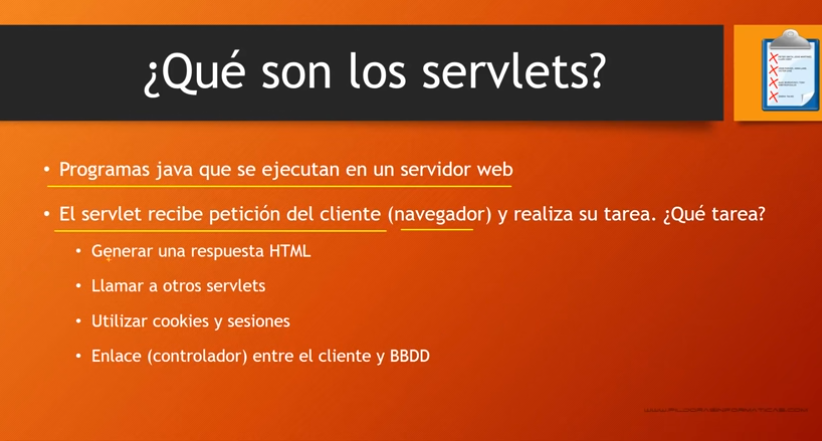 ¿Qué son los servlets?
• Programas java que se ejecutan en un servidor web
• El servlet recibe petición del cliente (navegador) y realiza su tarea. ¿Qué tarea?
• Generar una respuesta HTML
• Llamar a otros servlets
• Utilizar cookies y sesiones
• Enlace (controlador) entre el cliente y BBDD